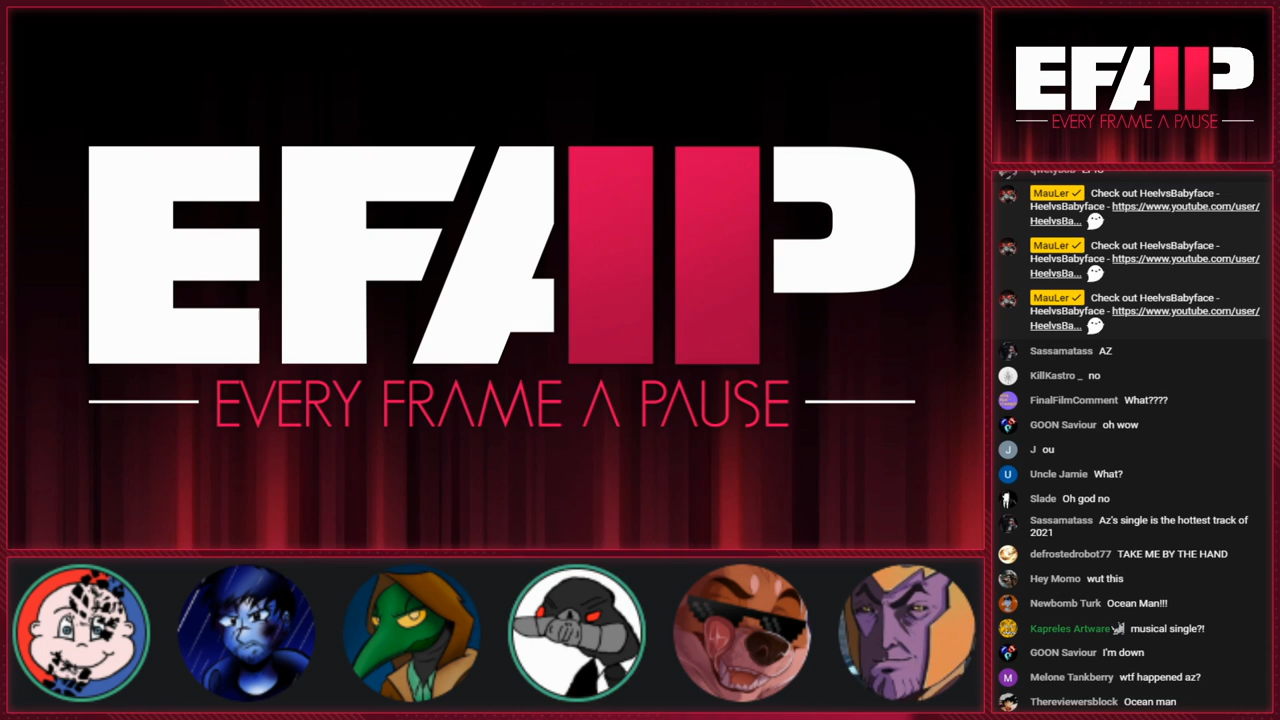 EFAP
EVERY FRAME A PAUSE
EFAP
EVERY FRAME A PAUSE
MauLer Check out HeelvsBabyface -
HeelvsBabyface - https://www.youtube.com/user/
HeelvsBa...
MauLer Check out HeelvsBabyface -
HeelvsBabyface - https://www.youtube.com/user/
HeelvsBa...
MauLer Check out HeelvsBabyface -
HeelvsBabyface - https://www.youtube.com/user/
HeelvsBa...
Sassamatass AZ
KillKastro _ no
FinalFilmComment What????
GOON Saviour oh wow
J J ou
U Uncle Jamie What?
Slade Oh god no
Sassamatass Az's single is the hottest track of
2021
defrostedrobot77 TAKE ME BY THE HAND
Hey Momo wut this
Newbomb Turk Ocean Man!!!
Kapreles Artware musical single?!
GOON Saviour I'm down
M Melone Tankberry wtf happened az?
Thereviewersblock Ocean man